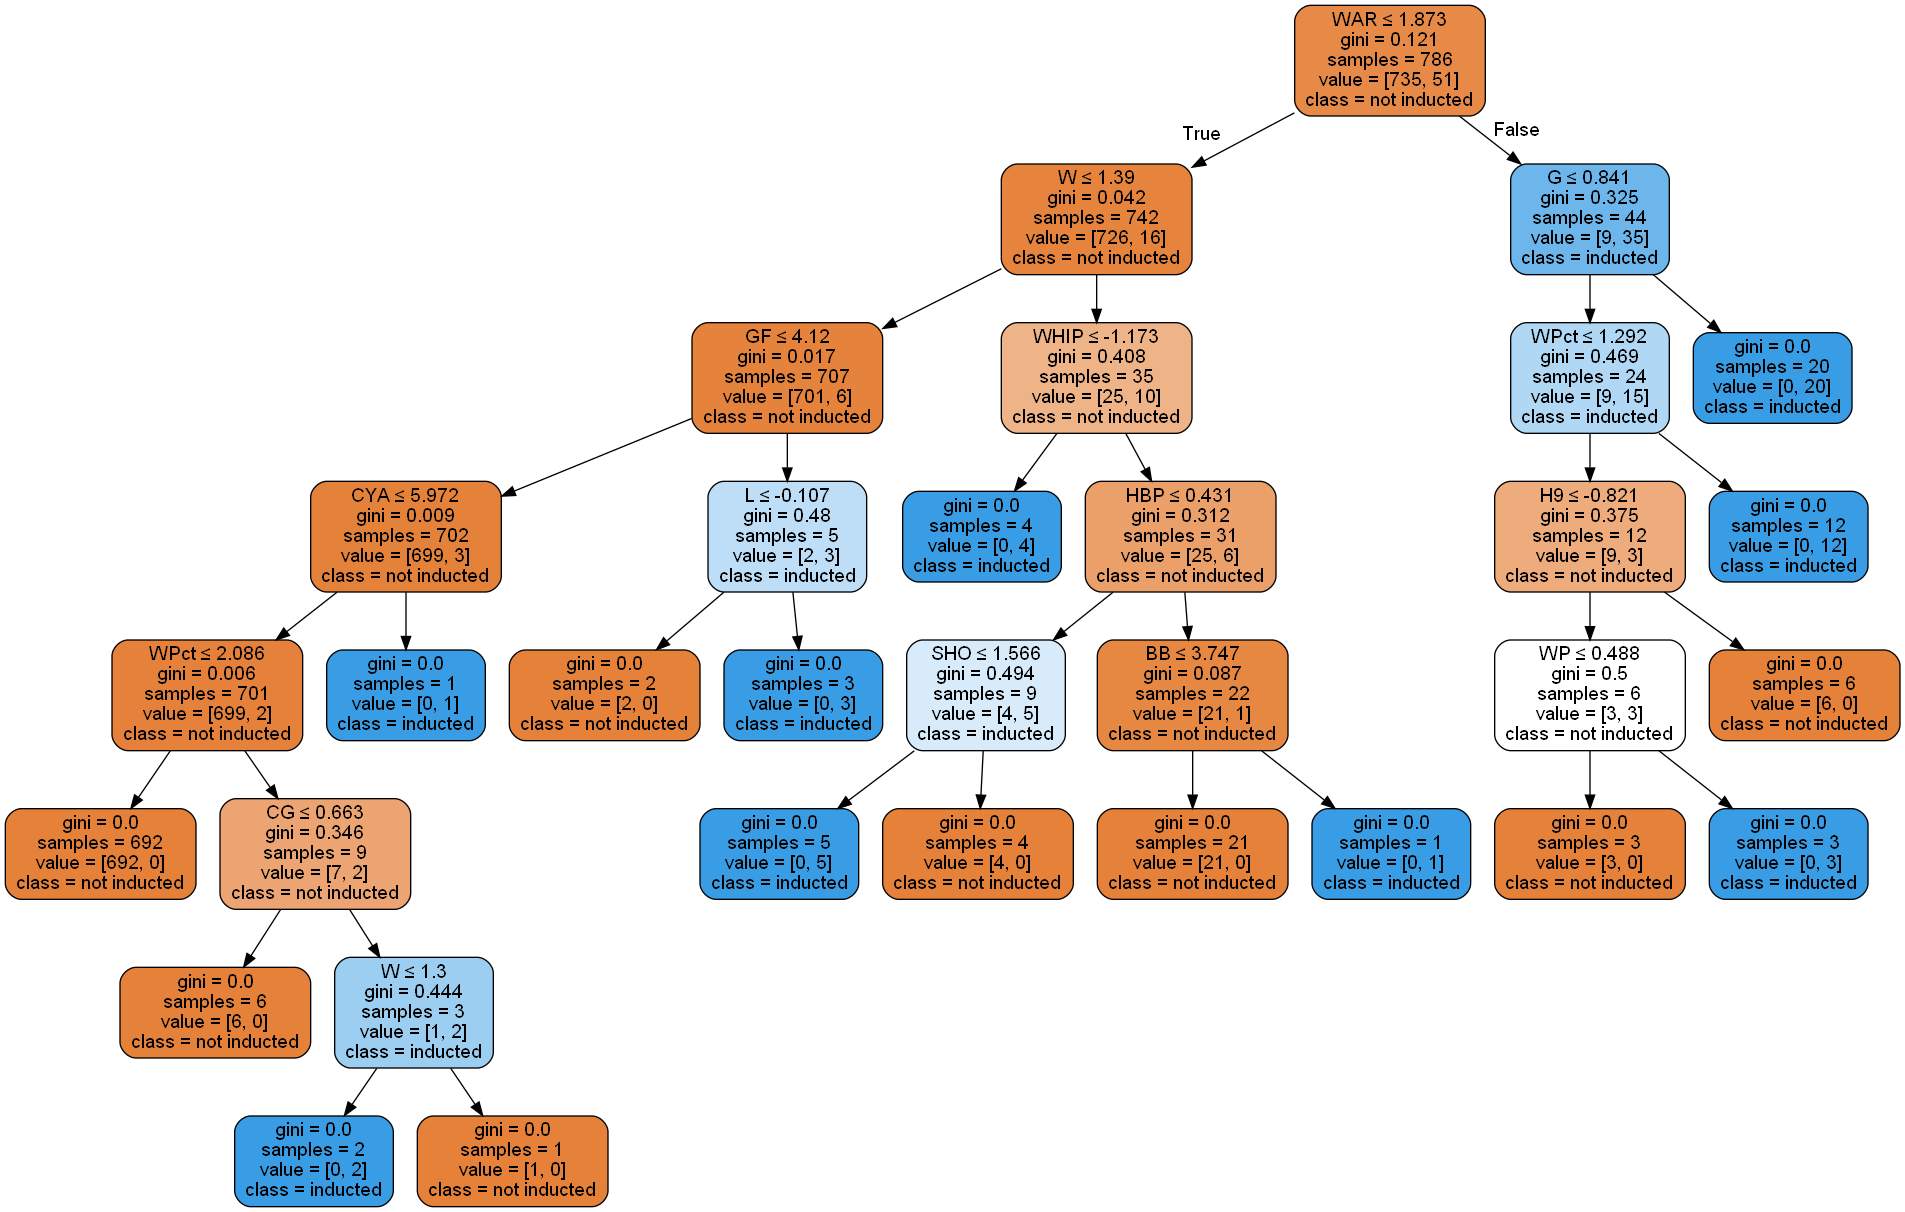 WAR ≤ 1.873
gini = 0.121
samples = 786
value = [735, 51]
class = not inducted
True
False
W ≤ 1.39
gini = 0.042
samples = 742
value = [726, 16]
class = not inducted
G ≤ 0.841
gini = 0.325
samples = 44
value = [9, 35]
class = inducted
GF ≤ 4.12
gini = 0.017
samples = 707
value = [701, 6]
class = not inducted
WHIP ≤ -1.173
gini = 0.408
samples = 35
value = [25, 10]
class = not inducted
WPct ≤ 1.292
gini = 0.469
samples = 24
value = [9, 15]
class = inducted
gini = 0.0
samples = 20
value = [0, 20]
class = inducted
CYA ≤ 5.972
gini = 0.009
samples = 702
value = [699, 3]
class = not inducted
L ≤ -0.107
gini = 0.48
samples = 5
value = [2, 3]
class = inducted
gini = 0.0
samples = 4
value = [0, 4]
class = inducted
HBP ≤ 0.431
gini = 0.312
samples = 31
value = [25, 6]
class = not inducted
H9 ≤ -0.821
gini = 0.375
samples = 12
value = [9, 3]
class = not inducted
gini = 0.0
samples = 12
value = [0, 12]
class = inducted
WPct ≤ 2.086
gini = 0.006
samples = 701
value = [699, 2]
class = not inducted
gini = 0.0
samples = 1
value = [0, 1]
class = inducted
gini = 0.0
samples = 2
value = [2, 0]
class = not inducted
gini = 0.0
samples = 3
value = [0, 3]
class = inducted
SHO ≤ 1.566
gini = 0.494
samples = 9
value = [4, 5]
class = inducted
BB ≤ 3.747
gini = 0.087
samples = 22
value = [21, 1]
class = not inducted
WP ≤ 0.488
gini = 0.5
samples = 6
value = [3, 3]
class = not inducted
gini = 0.0
samples = 6
value = [6, 0]
class = not inducted
gini = 0.0
samples = 692
value = [692, 0]
class = not inducted
CG ≤ 0.663
gini = 0.346
samples = 9
value = [7, 2]
class = not inducted
gini = 0.0
samples = 5
value = [0, 5]
class = inducted
gini = 0.0
samples = 4
value = [4, 0]
class = not inducted
gini = 0.0
samples = 21
value = [21, 0]
class = not inducted
gini = 0.0
samples = 1
value = [0, 1]
class = inducted
gini = 0.0
samples = 3
value = [3, 0]
class = not inducted
gini = 0.0
samples = 3
value = [0, 3]
class = inducted
gini = 0.0
samples = 6
value = [6, 0]
class = not inducted
W ≤ 1.3
gini = 0.444
samples = 3
value = [1, 2]
class = inducted
gini = 0.0
samples = 2
value = [0, 2]
class = inducted
gini = 0.0
samples = 1
value = [1, 0]
class = not inducted